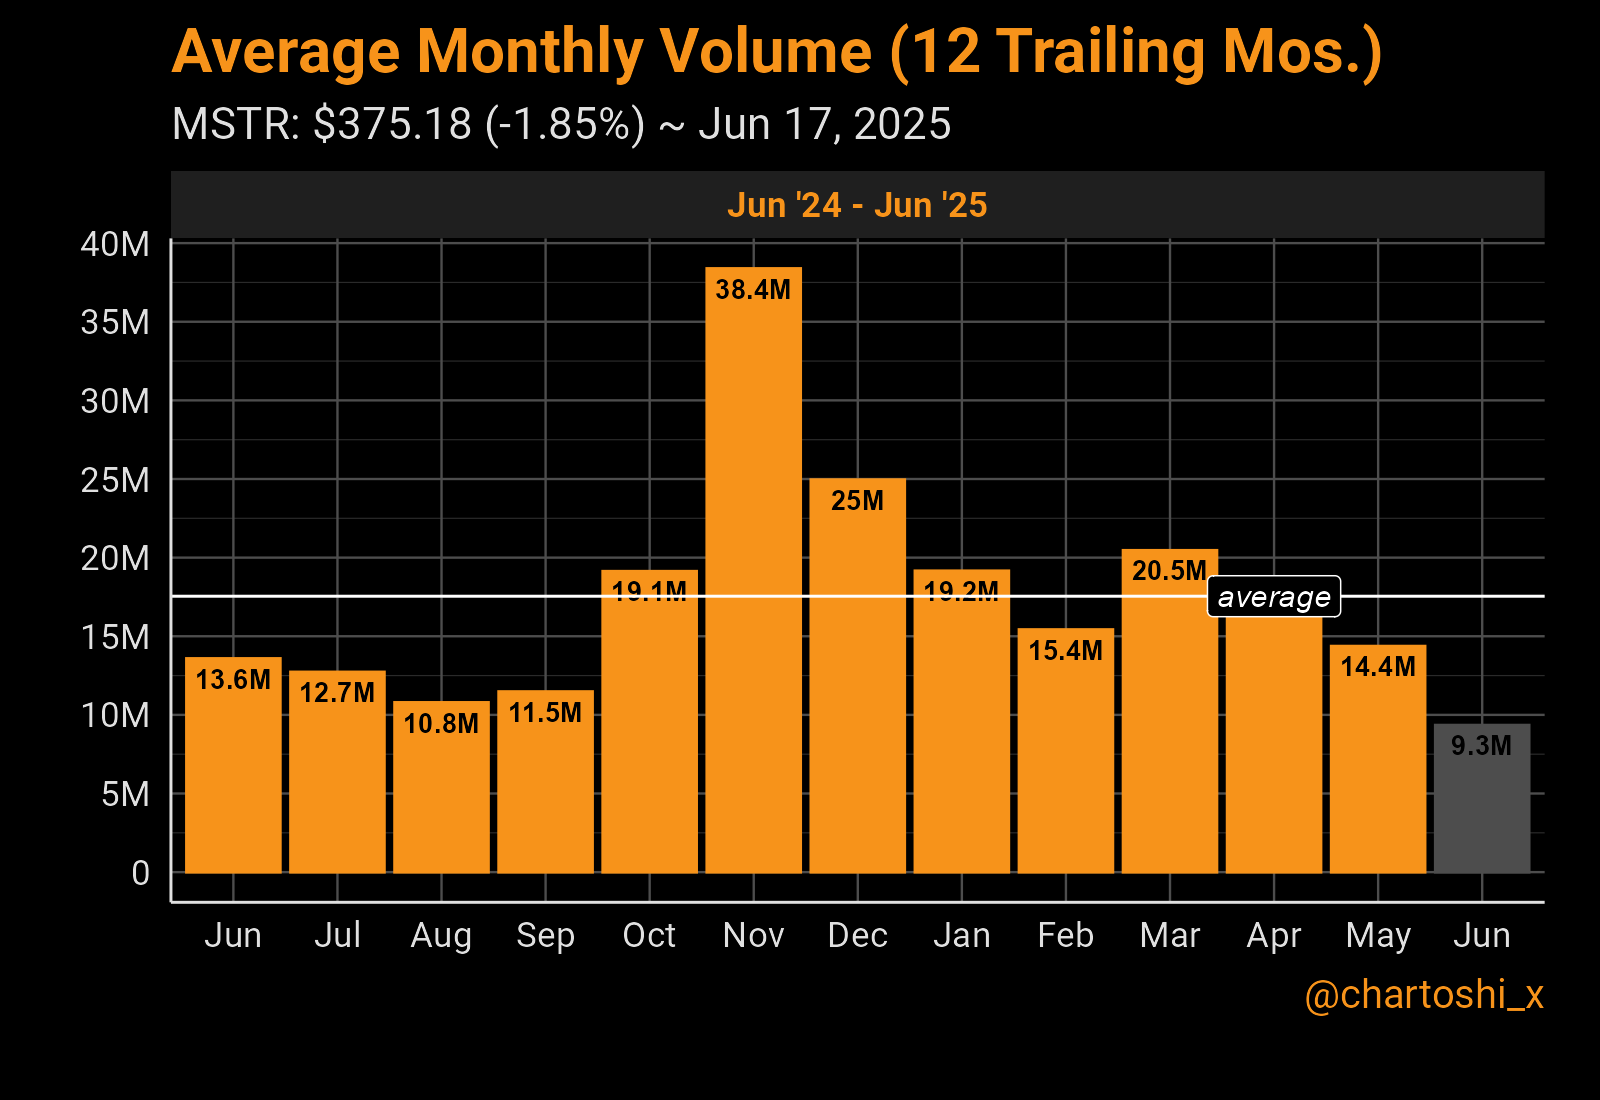 Average Monthly Volume (12 Trailing Mos.)
MSTR: $375.18 (-1.85%) ~ Jun 17, 2025
Jun '24 - Jun '25
40M
35M
30M
25M
20M
15M
10M
5M
0
13.6M
12.7M
10.8M
11.5M
19.1M
38.4M
25M
19.2M
15.4M
20.5M
average
14.4M
9.3M
Jun Jul Aug Sep Oct Nov Dec Jan Feb Mar Apr May Jun
@chartoshi_x